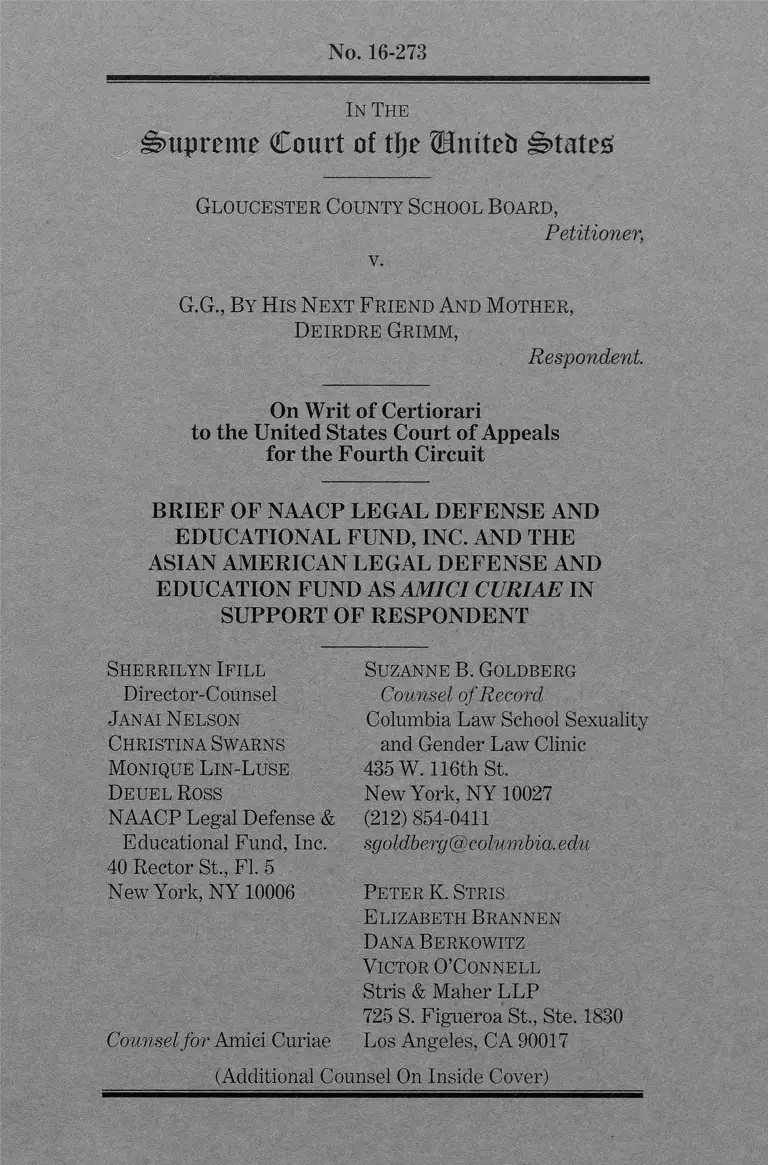 No. 16-273
IN THE
Supreme Court of the United States
GLOUCESTER COUNTY SCHOOL BOARD,
Petitioner,
v.
G.G., BY HIS NEXT FRIEND AND MOTHER,
DEIRDRE GRIMM,
Respondent.
On Writ of Certiorari
to the United States Court of Appeals
for the Fourth Circuit
BRIEF OF NAACP LEGAL DEFENSE AND
EDUCATIONAL FUND, INC. AND THE
ASIAN AMERICAN LEGAL DEFENSE AND
EDUCATION FUND AS AMICI CURIAE IN
SUPPORT OF RESPONDENT
SHERRILYN IFILL
Director-Counsel
JANAI NELSON
CHRISTINA SWARNS
MONIQUE LIN-LUSE
DEUEL ROSS
NAACP Legal Defense &
Educational Fund, Inc.
40 Rector St., Fl. 5
New York, NY 10006
Counsel for Amici Curiae
SUZANNE B. GOLDBERG
Counsel of Record
Columbia Law School Sexuality
and Gender Law Clinic
435 W. 116th St.
New York, NY 10027
(212) 854-0411
sgoldberg@columbia.edu
PETER K. STRIS
ELIZABETH BRANNEN
DANA BERKOWITZ
VICTOR O'CONNELL
Stris & Maher LLP
725 S. Figueroa St., Ste. 1830
Los Angeles, CA 90017
(Additional Counsel On Inside Cover)